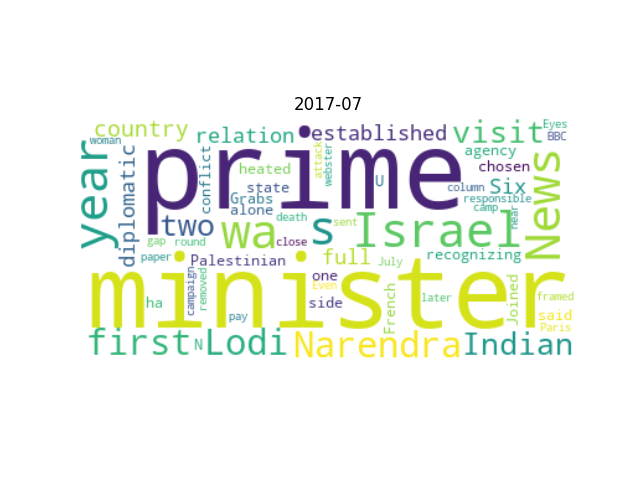 2017-07
woman
country
relation
established
visit
Eyes
BBC
year
diplomatic
conflict
prime
heated
attack
webster
agency
chosen
News
state
Grabs
alone
U
column
Six
responsible
camp
near
two
wa
death
s
sent
Israel
gap
round
close
paper
Palestinian
full
July
recognizing
minister
ha
campaign
removed
one
Even
side
French
later
Joined
framed
said
Paris
pay
first
N
Lodi
Narendra
Indian